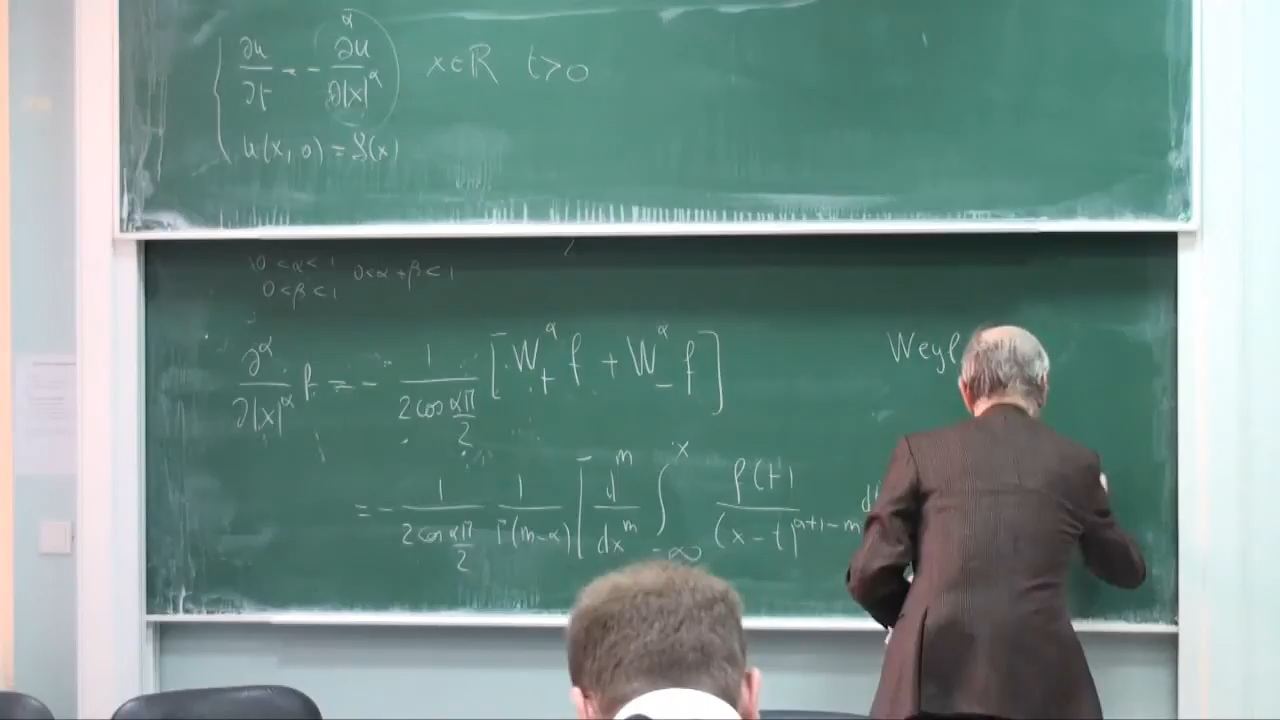 ∂u/∂t = - ∂^α u/∂|x|^α   x∈ℝ   t>0
u(x,0) = δ(x)
0<α<1   0<α+β<1
0<β<1
Weyl
∂^α/∂|x|^α f = - 1/(2cos απ/2) [W_+^α f + W_-^α f]
= - 1/(2cos απ/2) 1/Γ(m-α) [d^m/dx^m ∫_{-∞}^x f(t)/(x-t)^{α+1-m}